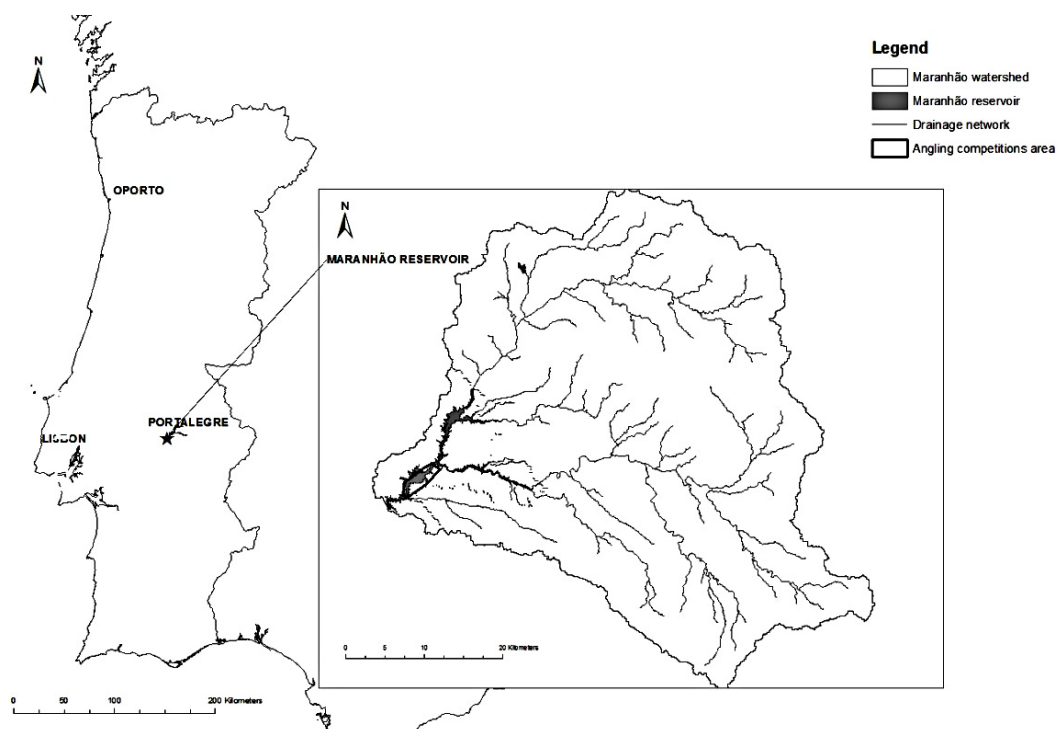 N
Legend
Maranhão watershed
Maranhão reservoir
Drainage network
Angling competitions area
OPORTO
N
MARANHÃO RESERVOIR
PORTALEGRE
LISBON
0 10 20 Kilometers
0 50 100 200 Kilometers